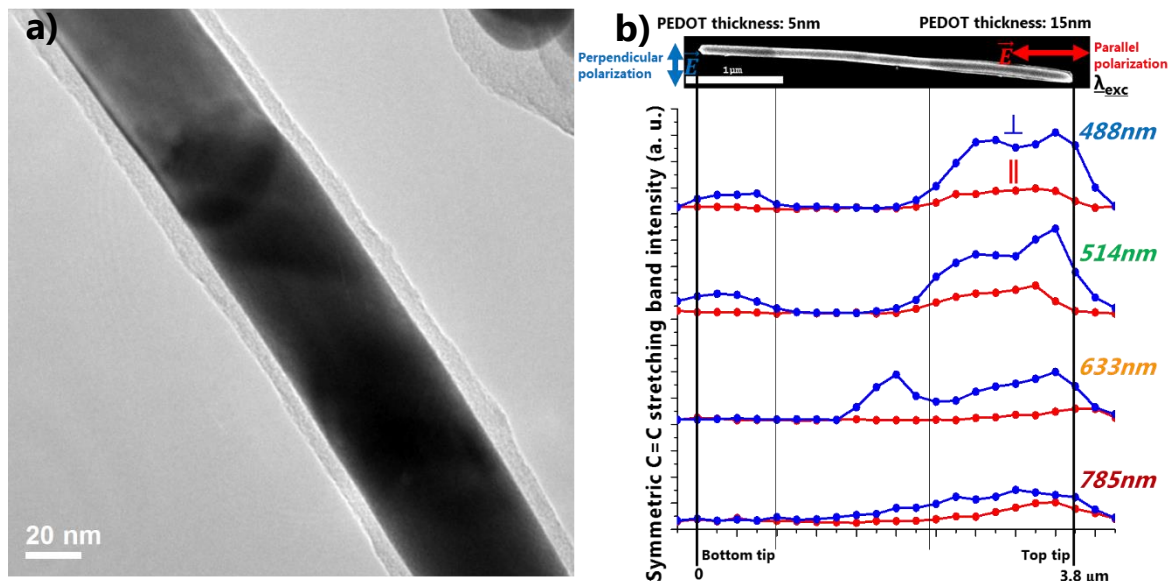 a)
20 nm
b)
PEDOT thickness: 5nm
PEDOT thickness: 15nm
Perpendicular
polarization
E
1μm
E
Parallel
polarization
λexc
Symmetric C=C stretching band intensity (a. u.)
488nm
⊥
||
514nm
633nm
785nm
Bottom tip
Top tip
0
3.8 μm